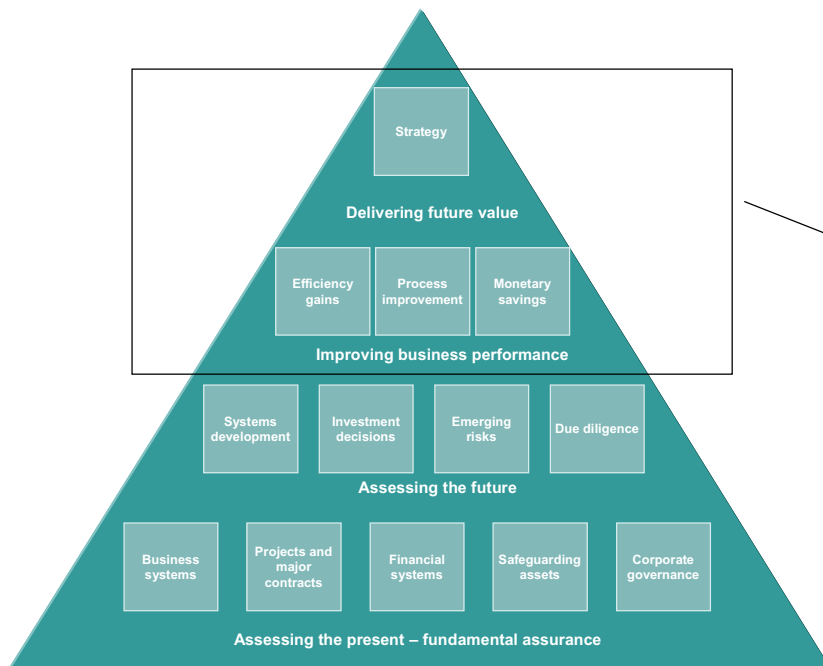 Strategy
Delivering future value
Efficiency
gains
Process
improvement
Monetary
savings
Improving business performance
Systems
development
Investment
decisions
Emerging
risks
Due diligence
Assessing the future
Business
systems
Projects and
major
contracts
Financial
systems
Safeguarding
assets
Corporate
governance
Assessing the present – fundamental assurance